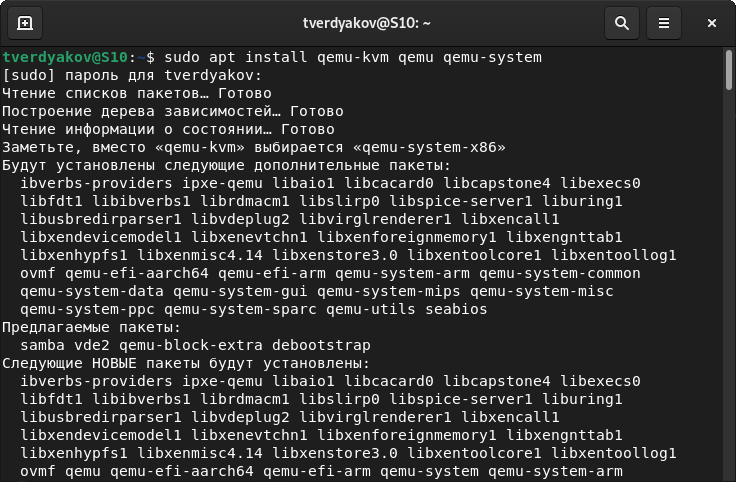 tverdyakov@S10: ~
tverdyakov@S10:~$ sudo apt install qemu-kvm qemu qemu-system
[sudo] пароль для tverdyakov:
Чтение списков пакетов… Готово
Построение дерева зависимостей… Готово
Чтение информации о состоянии… Готово
Заметьте, вместо «qemu-kvm» выбирается «qemu-system-x86»
Будут установлены следующие дополнительные пакеты:
  ibverbs-providers ipxe-qemu libaio1 libcacard0 libcapstone4 libexecs0
  libfdt1 libibverbs1 librdmacm1 libslirp0 libspice-server1 liburing1
  libusbredirparser1 libvdeplug2 libvirglrenderer1 libxencall1
  libxendevicemodel1 libxenevtchn1 libxenforeignmemory1 libxengnttab1
  libxenhypfs1 libxenmisc4.14 libxenstore3.0 libxentoolcore1 libxentoollog1
  ovmf qemu-efi-aarch64 qemu-efi-arm qemu-system-arm qemu-system-common
  qemu-system-data qemu-system-gui qemu-system-mips qemu-system-misc
  qemu-system-ppc qemu-system-sparc qemu-utils seabios
Предлагаемые пакеты:
  samba vde2 qemu-block-extra debootstrap
Следующие НОВЫЕ пакеты будут установлены:
  ibverbs-providers ipxe-qemu libaio1 libcacard0 libcapstone4 libexecs0
  libfdt1 libibverbs1 librdmacm1 libslirp0 libspice-server1 liburing1
  libusbredirparser1 libvdeplug2 libvirglrenderer1 libxencall1
  libxendevicemodel1 libxenevtchn1 libxenforeignmemory1 libxengnttab1
  libxenhypfs1 libxenmisc4.14 libxenstore3.0 libxentoolcore1 libxentoollog1
  ovmf qemu qemu-efi-aarch64 qemu-efi-arm qemu-system qemu-system-arm